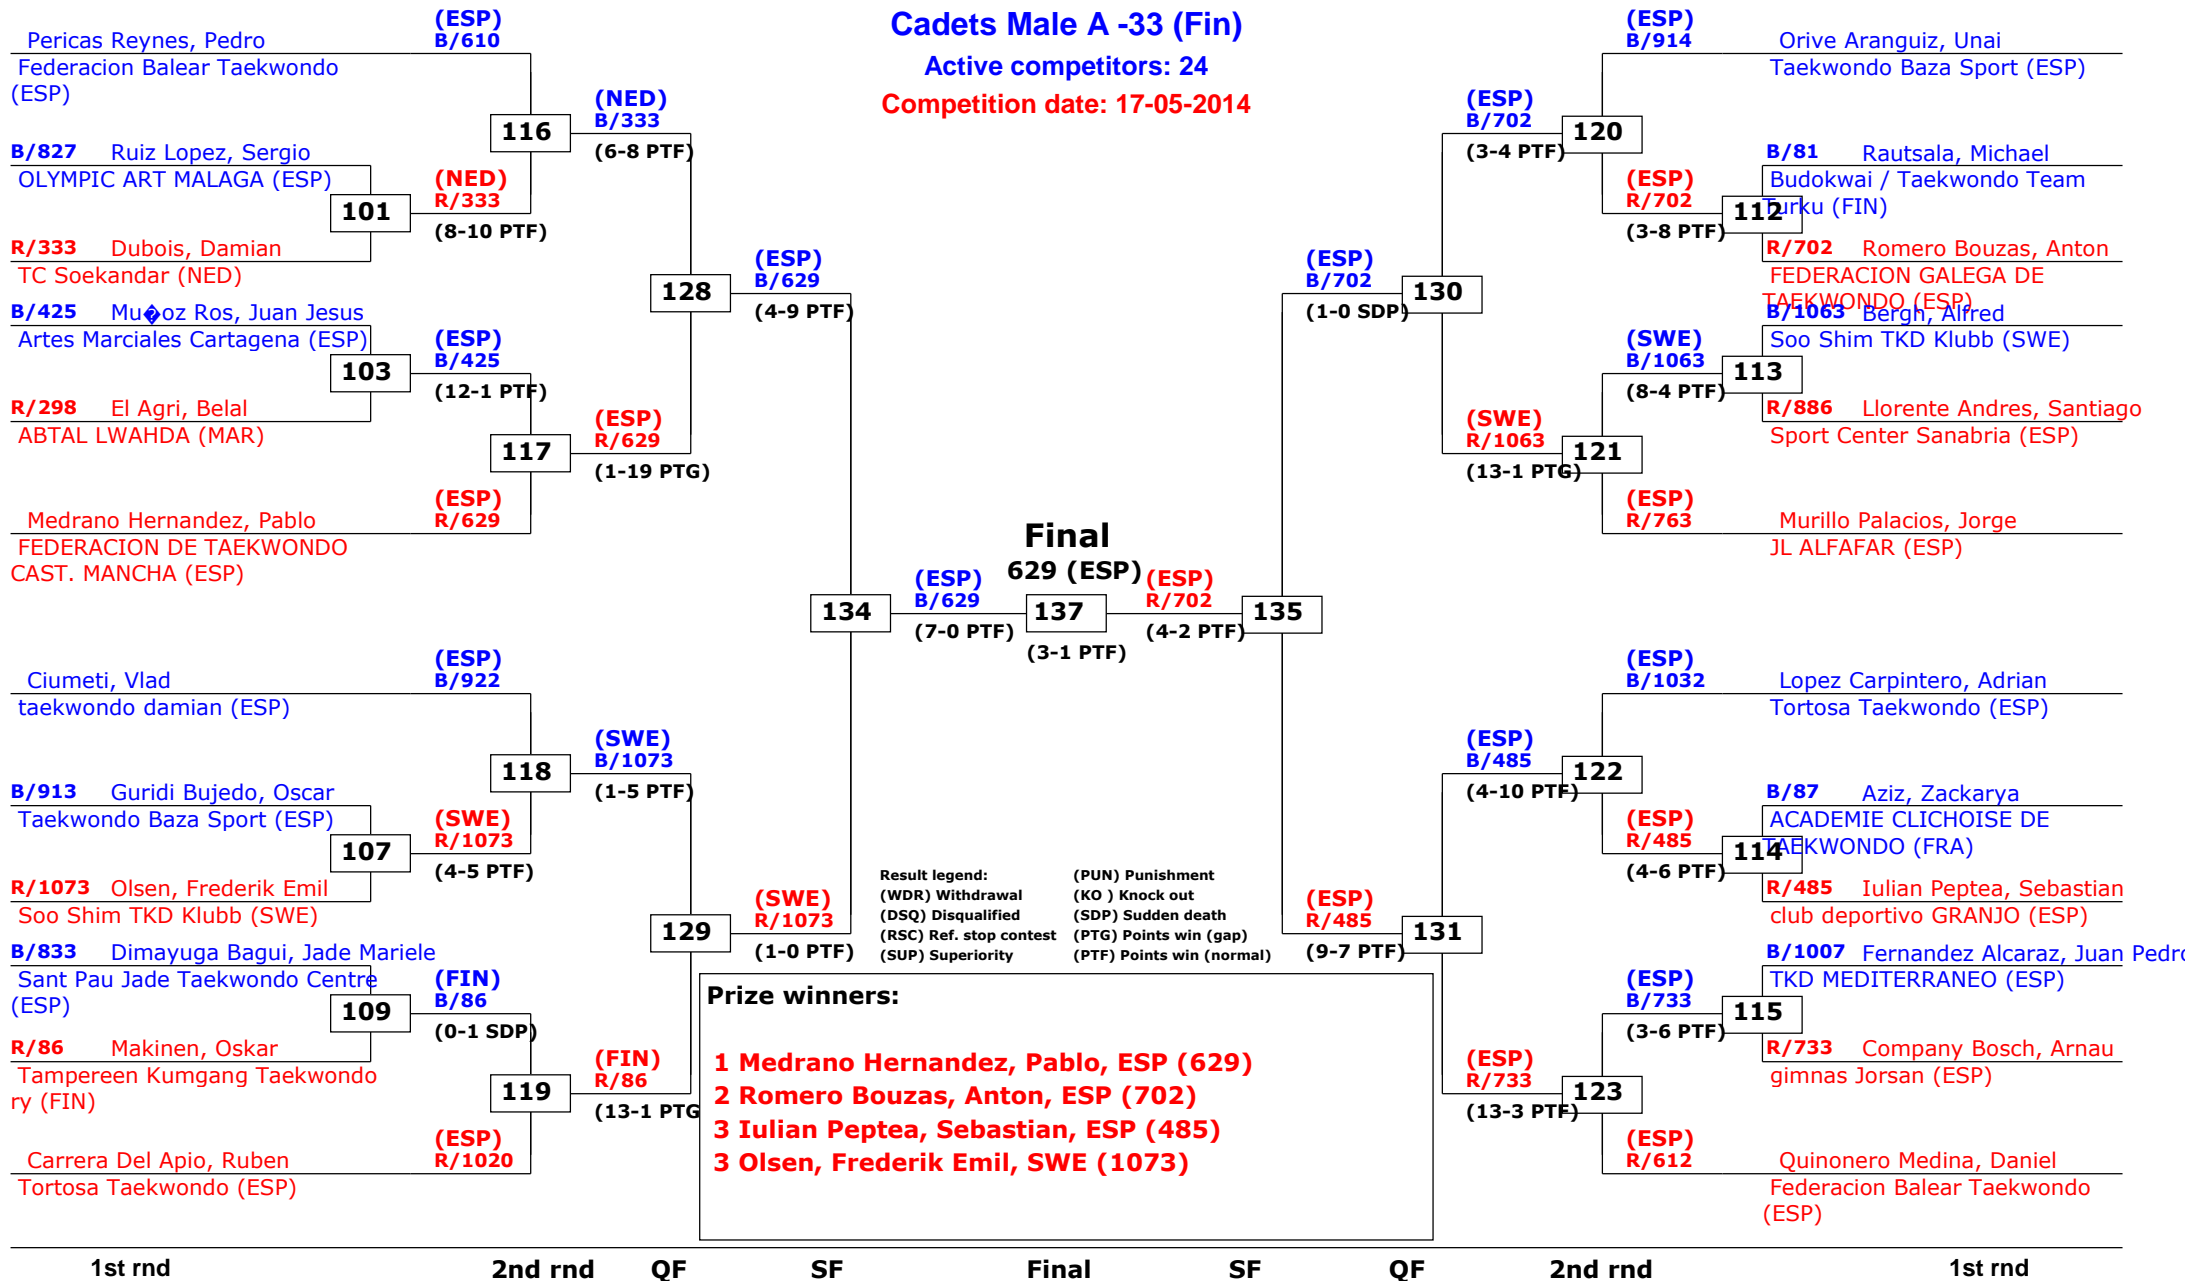 Cadets Male A -33 (Fin)
Active competitors: 24
Competition date: 17-05-2014
Pericas Reynes, Pedro
Federacion Balear Taekwondo
(ESP)
(ESP)
B/610
B/827 Ruiz Lopez, Sergio
OLYMPIC ART MALAGA (ESP)
101
R/333 Dubois, Damian
TC Soekandar (NED)
(NED)
R/333
(8-10 PTF)
116
(NED)
B/333
(6-8 PTF)
B/425 Mu�oz Ros, Juan Jesus
Artes Marciales Cartagena (ESP)
103
R/298 El Agri, Belal
ABTAL LWAHDA (MAR)
(ESP)
B/425
(12-1 PTF)
117
(ESP)
R/629
(1-19 PTG)
Medrano Hernandez, Pablo
FEDERACION DE TAEKWONDO
CAST. MANCHA (ESP)
(ESP)
R/629
128
(ESP)
B/629
(4-9 PTF)
Ciumeti, Vlad
taekwondo damian (ESP)
(ESP)
B/922
B/913 Guridi Bujedo, Oscar
Taekwondo Baza Sport (ESP)
107
R/1073 Olsen, Frederik Emil
Soo Shim TKD Klubb (SWE)
(SWE)
R/1073
(4-5 PTF)
118
(SWE)
B/1073
(1-5 PTF)
B/833 Dimayuga Bagui, Jade Mariele
Sant Pau Jade Taekwondo Centre
(ESP)
109
R/86 Makinen, Oskar
Tampereen Kumgang Taekwondo
ry (FIN)
(FIN)
B/86
(0-1 SDP)
119
(FIN)
R/86
(13-1 PTG
Carrera Del Apio, Ruben
Tortosa Taekwondo (ESP)
(ESP)
R/1020
129
(SWE)
R/1073
(1-0 PTF)
134
(ESP)
B/629
(7-0 PTF)
Final
629 (ESP)
137
(3-1 PTF)
(ESP)
R/702
(4-2 PTF)
135
(ESP)
B/702
(1-0 SDP)
130
(ESP)
B/702
(3-4 PTF)
120
(ESP)
B/914
Orive Aranguiz, Unai
Taekwondo Baza Sport (ESP)
B/81 Rautsala, Michael
Budokwai / Taekwondo Team
Turku (FIN)
112
(ESP)
R/702
(3-8 PTF)
R/702 Romero Bouzas, Anton
FEDERACION GALEGA DE
TAEKWONDO (ESP)
B/1063 Bergh, Alfred
Soo Shim TKD Klubb (SWE)
113
(SWE)
B/1063
(8-4 PTF)
R/886 Llorente Andres, Santiago
Sport Center Sanabria (ESP)
121
(SWE)
R/1063
(13-1 PTG)
(ESP)
R/763
Murillo Palacios, Jorge
JL ALFAFAR (ESP)
(ESP)
B/1032
Lopez Carpintero, Adrian
Tortosa Taekwondo (ESP)
122
(ESP)
B/485
(4-10 PTF)
B/87 Aziz, Zackarya
ACADEMIE CLICHOISE DE
TAEKWONDO (FRA)
114
(ESP)
R/485
(4-6 PTF)
R/485 Iulian Peptea, Sebastian
club deportivo GRANJO (ESP)
131
(ESP)
R/485
(9-7 PTF)
B/1007 Fernandez Alcaraz, Juan Pedro
TKD MEDITERRANEO (ESP)
115
(ESP)
B/733
(3-6 PTF)
R/733 Company Bosch, Arnau
gimnas Jorsan (ESP)
123
(ESP)
R/733
(13-3 PTF)
(ESP)
R/612
Quinonero Medina, Daniel
Federacion Balear Taekwondo
(ESP)
Result legend:
(WDR) Withdrawal
(DSQ) Disqualified
(RSC) Ref. stop contest
(SUP) Superiority
(PUN) Punishment
(KO ) Knock out
(SDP) Sudden death
(PTG) Points win (gap)
(PTF) Points win (normal)
Prize winners:
1 Medrano Hernandez, Pablo, ESP (629)
2 Romero Bouzas, Anton, ESP (702)
3 Iulian Peptea, Sebastian, ESP (485)
3 Olsen, Frederik Emil, SWE (1073)
1st rnd 2nd rnd QF SF Final SF QF 2nd rnd 1st rnd